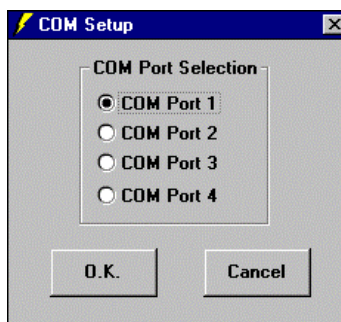 COM Setup
COM Port Selection
COM Port 1
COM Port 2
COM Port 3
COM Port 4
O.K.
Cancel